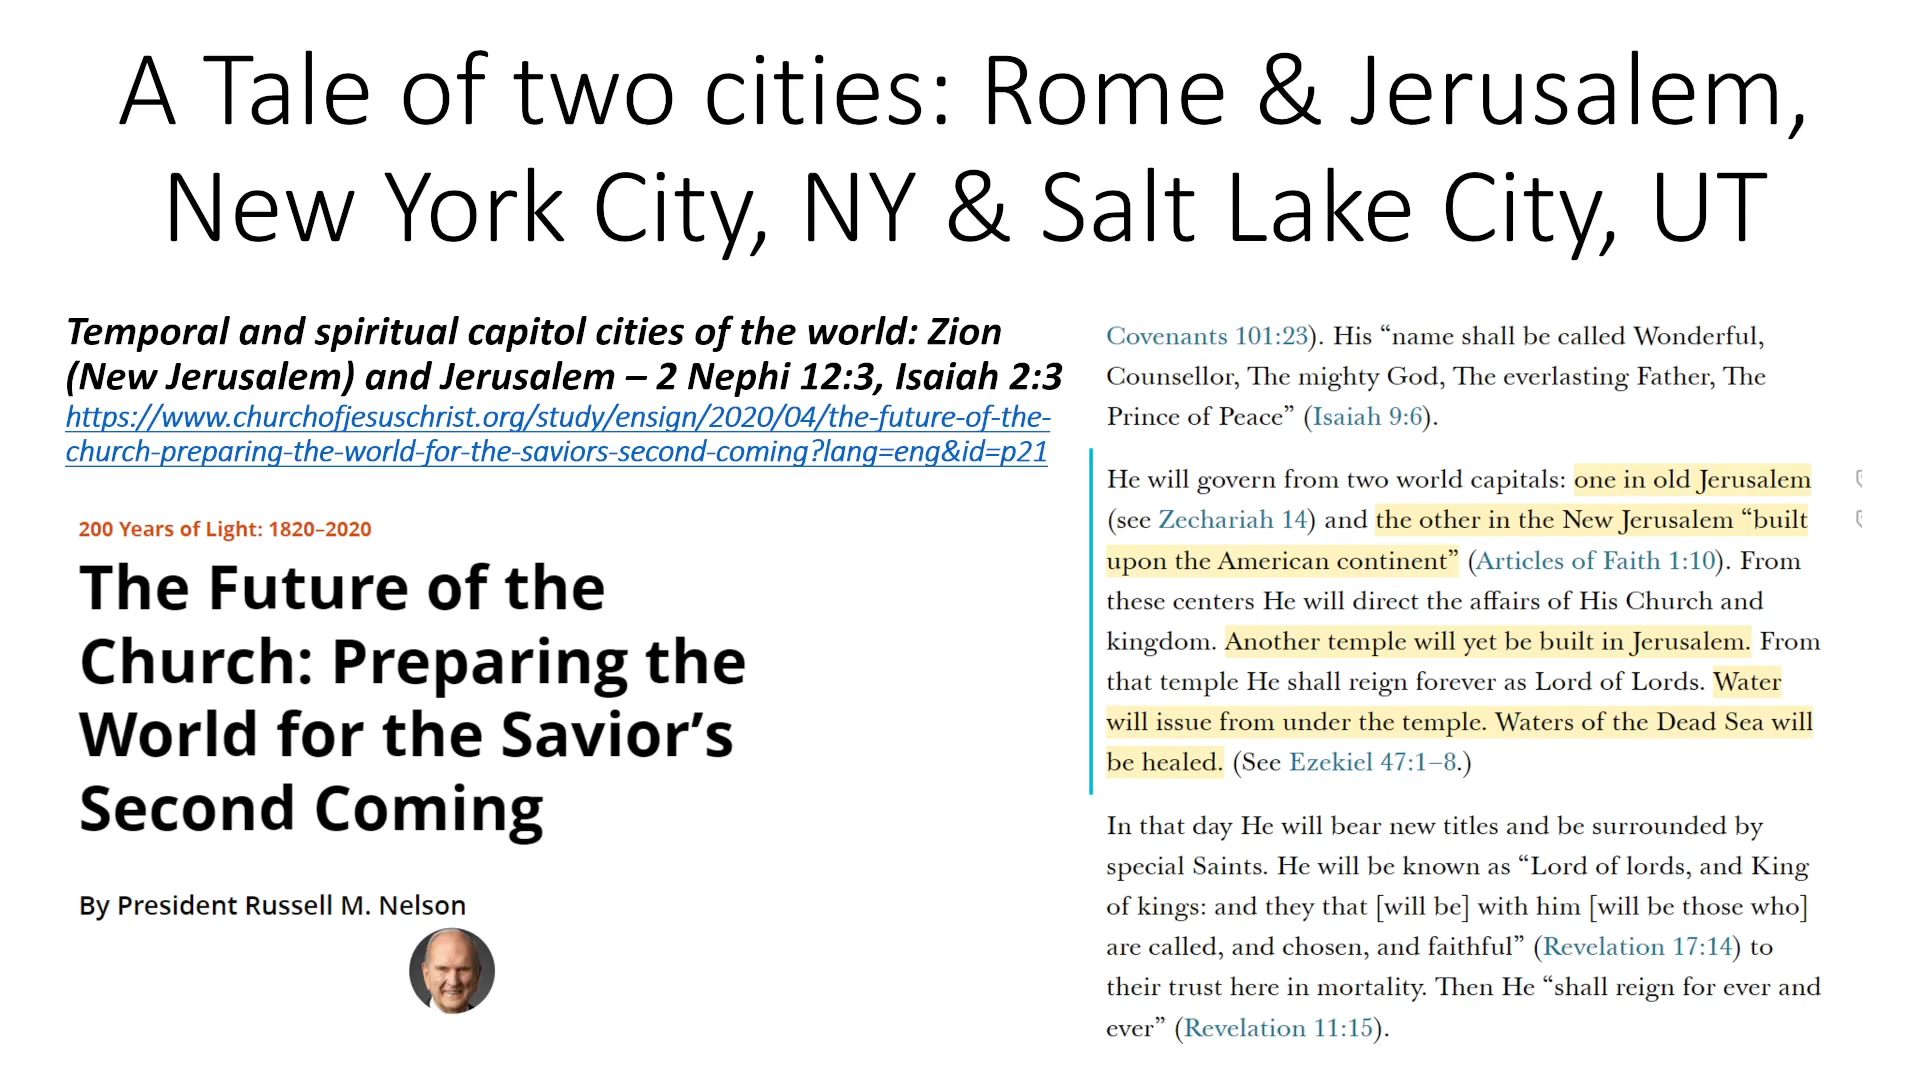 A Tale of two cities: Rome & Jerusalem,
New York City, NY & Salt Lake City, UT
Temporal and spiritual capitol cities of the world: Zion
(New Jerusalem) and Jerusalem – 2 Nephi 12:3, Isaiah 2:3
https://www.churchofjesuschrist.org/study/ensign/2020/04/the-future-of-the-
church-preparing-the-world-for-the-saviors-second-coming?lang=eng&id=p21
200 Years of Light: 1820–2020
The Future of the
Church: Preparing the
World for the Savior’s
Second Coming
By President Russell M. Nelson
Covenants 101:23). His “name shall be called Wonderful,
Counsellor, The mighty God, The everlasting Father, The
Prince of Peace” (Isaiah 9:6).
He will govern from two world capitals: one in old Jerusalem
(see Zechariah 14) and the other in the New Jerusalem “built
upon the American continent” (Articles of Faith 1:10). From
these centers He will direct the affairs of His Church and
kingdom. Another temple will yet be built in Jerusalem. From
that temple He shall reign forever as Lord of Lords. Water
will issue from under the temple. Waters of the Dead Sea will
be healed. (See Ezekiel 47:1–8.)
In that day He will bear new titles and be surrounded by
special Saints. He will be known as “Lord of lords, and King
of kings: and they that [will be] with him [will be those who]
are called, and chosen, and faithful” (Revelation 17:14) to
their trust here in mortality. Then He “shall reign for ever and
ever” (Revelation 11:15).